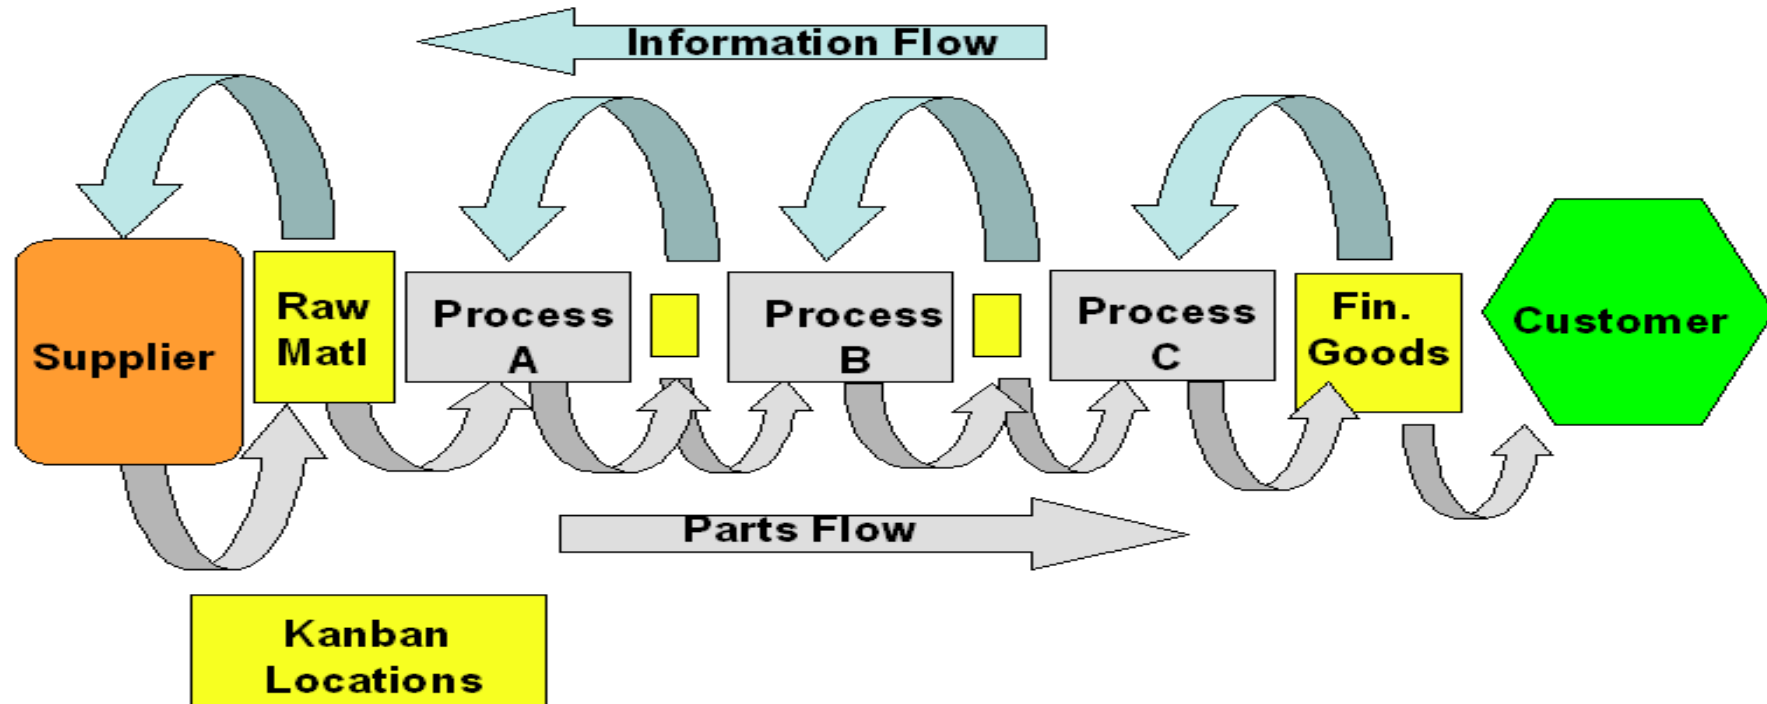 Information Flow
Supplier
Raw
Matl
Process
A
Process
B
Process
C
Fin.
Goods
Customer
Parts Flow
Kanban
Locations